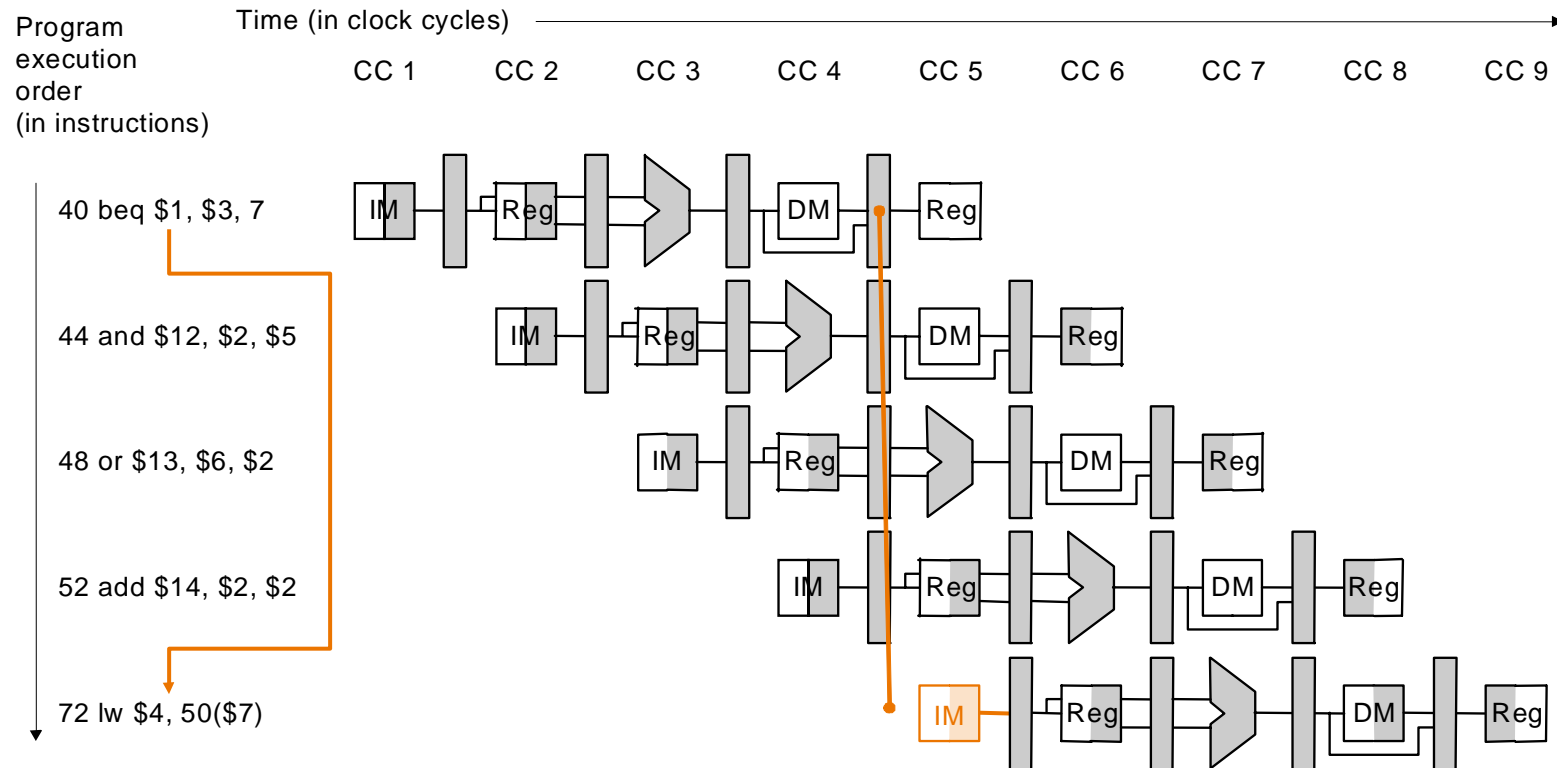 Time (in clock cycles)
Program
execution
order
(in instructions)
CC 1 CC 2 CC 3 CC 4 CC 5 CC 6 CC 7 CC 8 CC 9
40 beq $1, $3, 7 IM Reg DM Reg
44 and $12, $2, $5 IM Reg DM Reg
48 or $13, $6, $2 IM Reg DM Reg
52 add $14, $2, $2 IM Reg DM Reg
72 lw $4, 50($7) IM Reg DM Reg